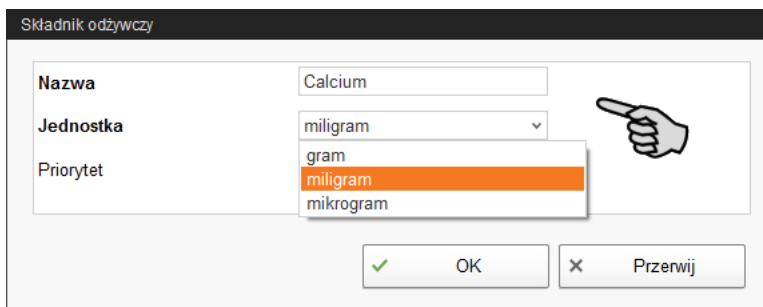 Składnik odżywczy
Nazwa Calcium
Jednostka miligram
gram
Priorytet
miligram
mikrogram
OK Przerwij